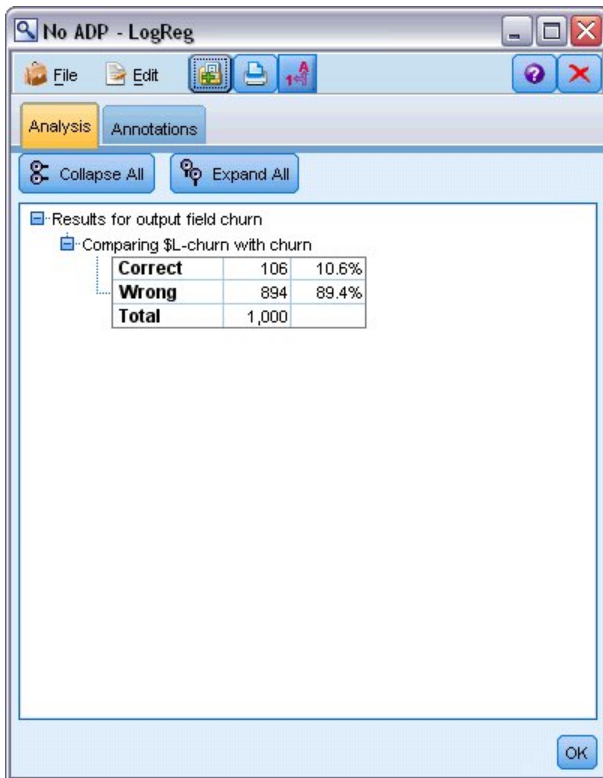 No ADP - LogReg
File Edit
Analysis Annotations
Collapse All Expand All
Results for output field churn
Comparing $L-churn with churn
Correct 106 10.6%
Wrong 894 89.4%
Total 1,000
OK